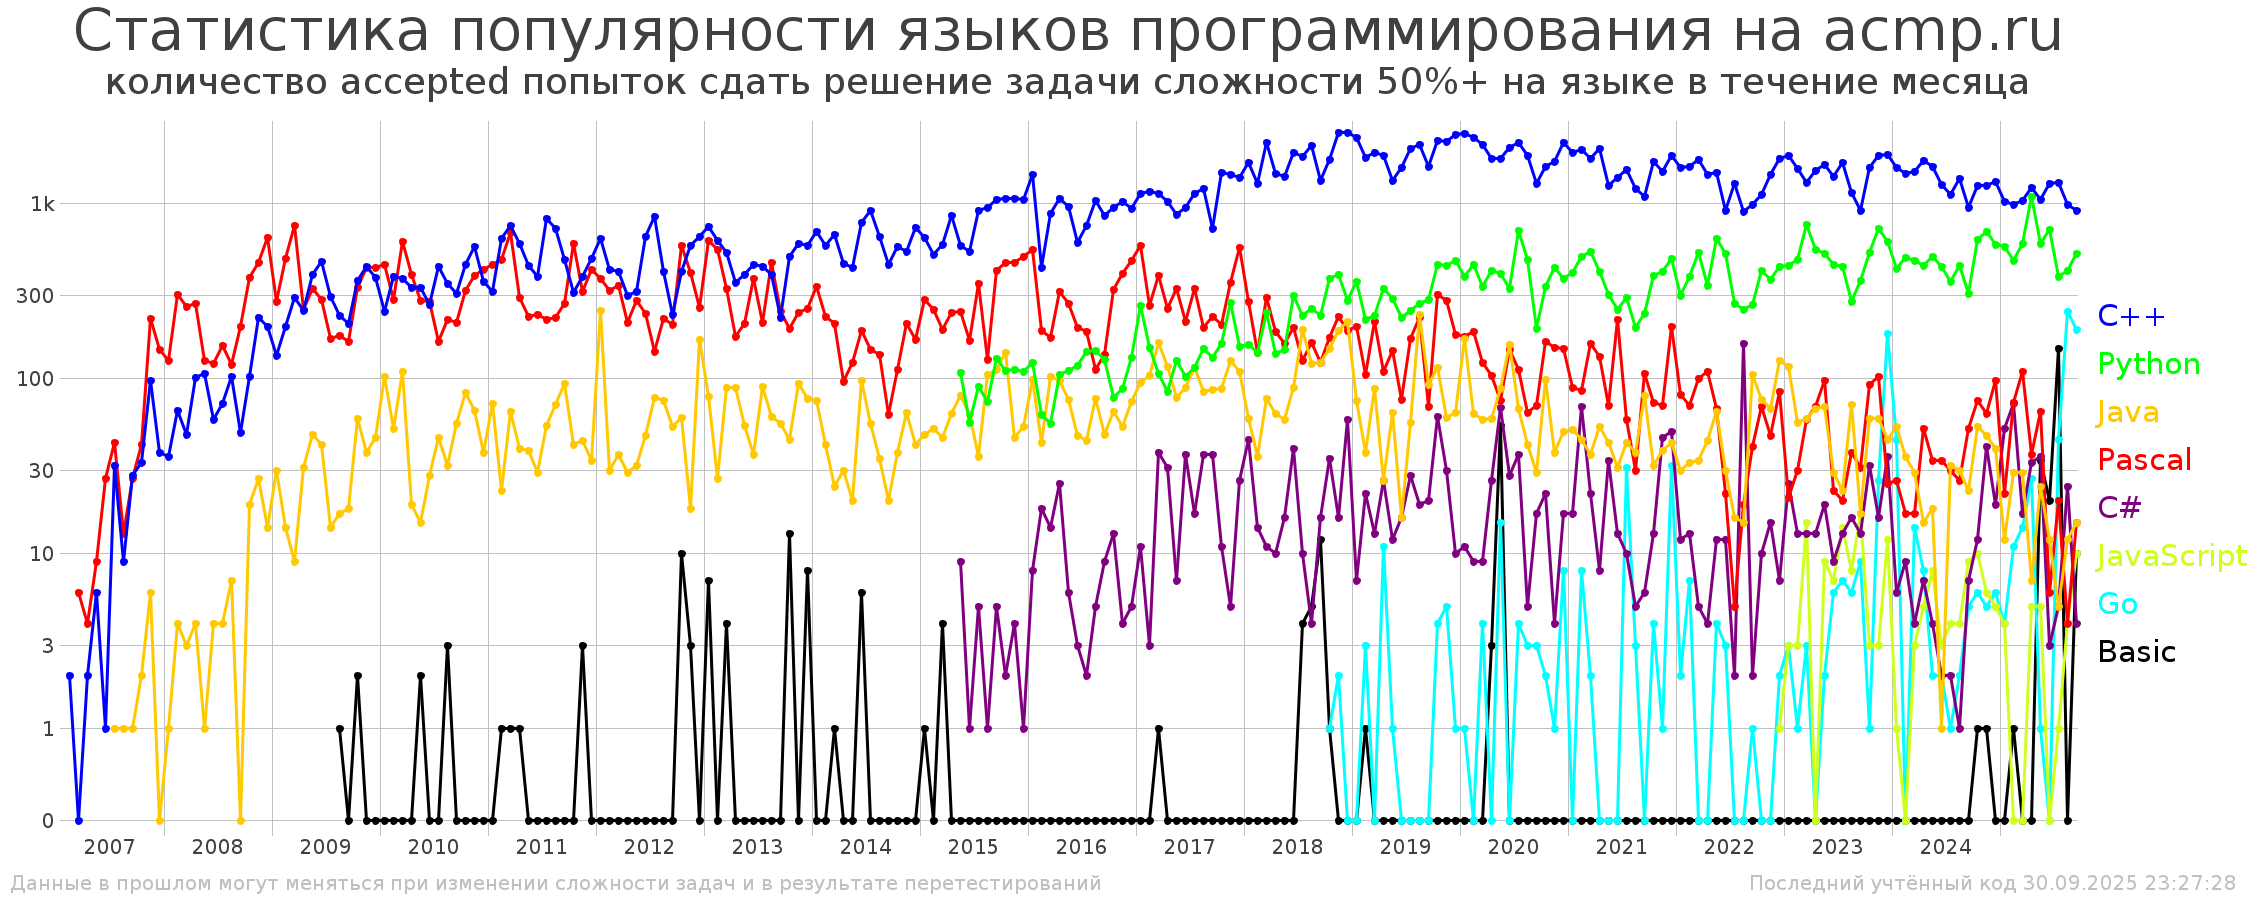 Статистика популярности языков программирования на acmp.ru
количество accepted попыток сдать решение задачи сложности 50%+ на языке в течение месяца
1k
300
100
30
10
3
1
0
C++
Python
Java
Pascal
C#
JavaScript
Go
Basic
2007 2008 2009 2010 2011 2012 2013 2014 2015 2016 2017 2018 2019 2020 2021 2022 2023 2024
Данные в прошлом могут меняться при изменении сложности задач и в результате перетестирований
Последний учтённый код 30.09.2025 23:27:28